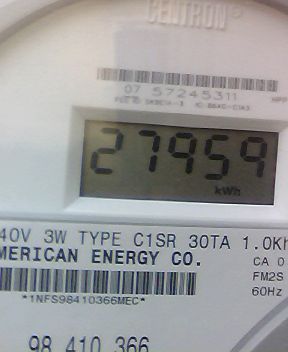 CENTRON®
07 57245311
27959
kWh
40V 3W TYPE C1SR 30TA 1.0Kh
MERICAN ENERGY CO.
CA 0
FM2S
60Hz
*1NFS98410366MEC*
98 410 366